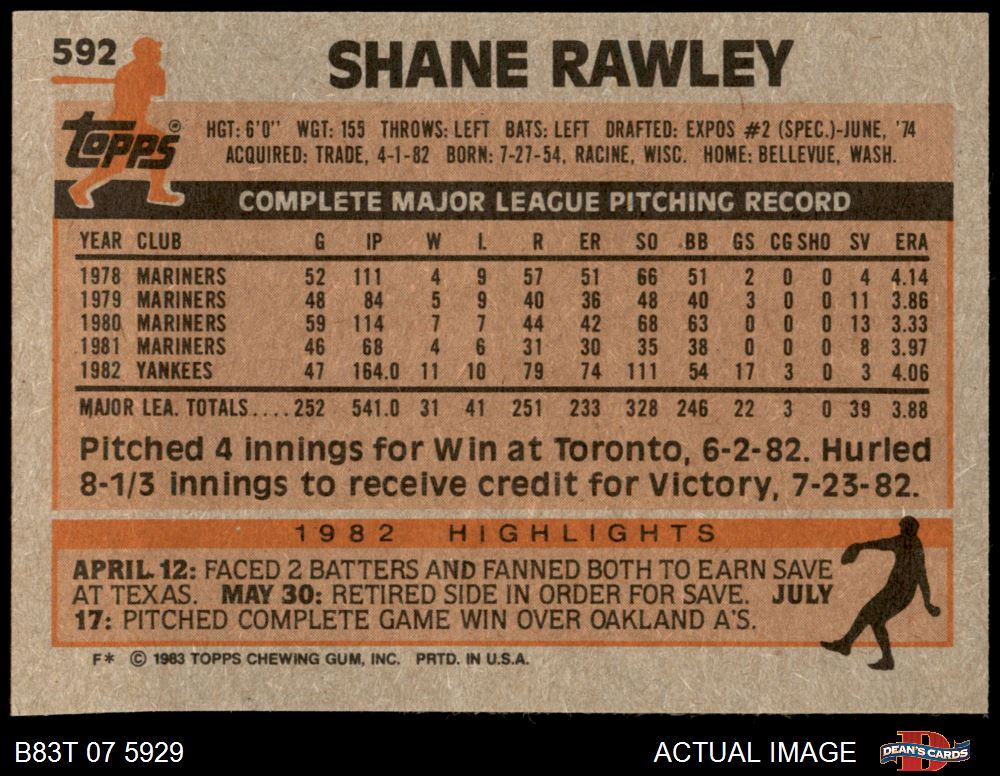 592
SHANE RAWLEY
Topps®
HGT: 6'0" WGT: 155 THROWS: LEFT BATS: LEFT DRAFTED: EXPOS #2 (SPEC.)-JUNE, '74
ACQUIRED: TRADE, 4-1-82 BORN: 7-27-54, RACINE, WISC. HOME: BELLEVUE, WASH.
COMPLETE MAJOR LEAGUE PITCHING RECORD
YEAR CLUB G IP W L R ER SO BB GS CG SHO SV ERA
1978 MARINERS 52 111 4 9 57 51 66 51 2 0 0 4 4.14
1979 MARINERS 48 84 5 9 40 36 48 40 3 0 0 11 3.86
1980 MARINERS 59 114 7 7 44 42 68 63 0 0 0 13 3.33
1981 MARINERS 46 68 4 6 31 30 35 38 0 0 0 8 3.97
1982 YANKEES 47 164.0 11 10 79 74 111 54 17 3 0 3 4.06
MAJOR LEA. TOTALS.... 252 541.0 31 41 251 233 328 246 22 3 0 39 3.88
Pitched 4 innings for Win at Toronto, 6-2-82. Hurled
8-1/3 innings to receive credit for Victory, 7-23-82.
1982 HIGHLIGHTS
APRIL 12: FACED 2 BATTERS AND FANNED BOTH TO EARN SAVE
AT TEXAS. MAY 30: RETIRED SIDE IN ORDER FOR SAVE. JULY
17: PITCHED COMPLETE GAME WIN OVER OAKLAND A'S.
F* © 1983 TOPPS CHEWING GUM, INC. PRTD. IN U.S.A.
B83T 07 5929
ACTUAL IMAGE
D
DEAN'S CARDS